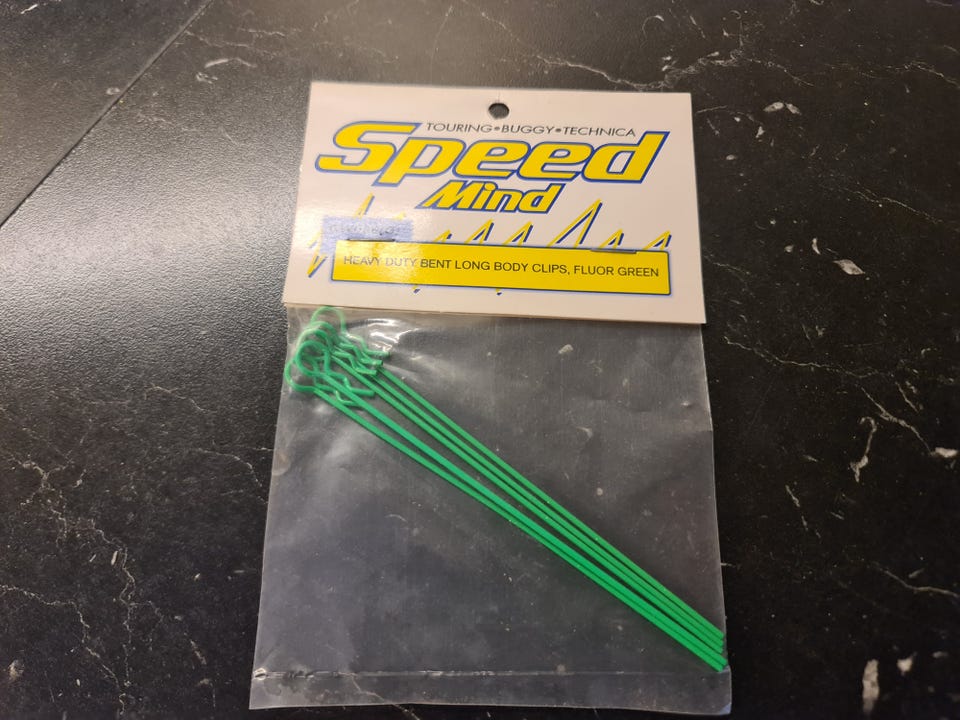 TOURING•BUGGY•TECHNICA
Speed
Mind
HEAVY DUTY BENT LONG BODY CLIPS, FLUOR GREEN